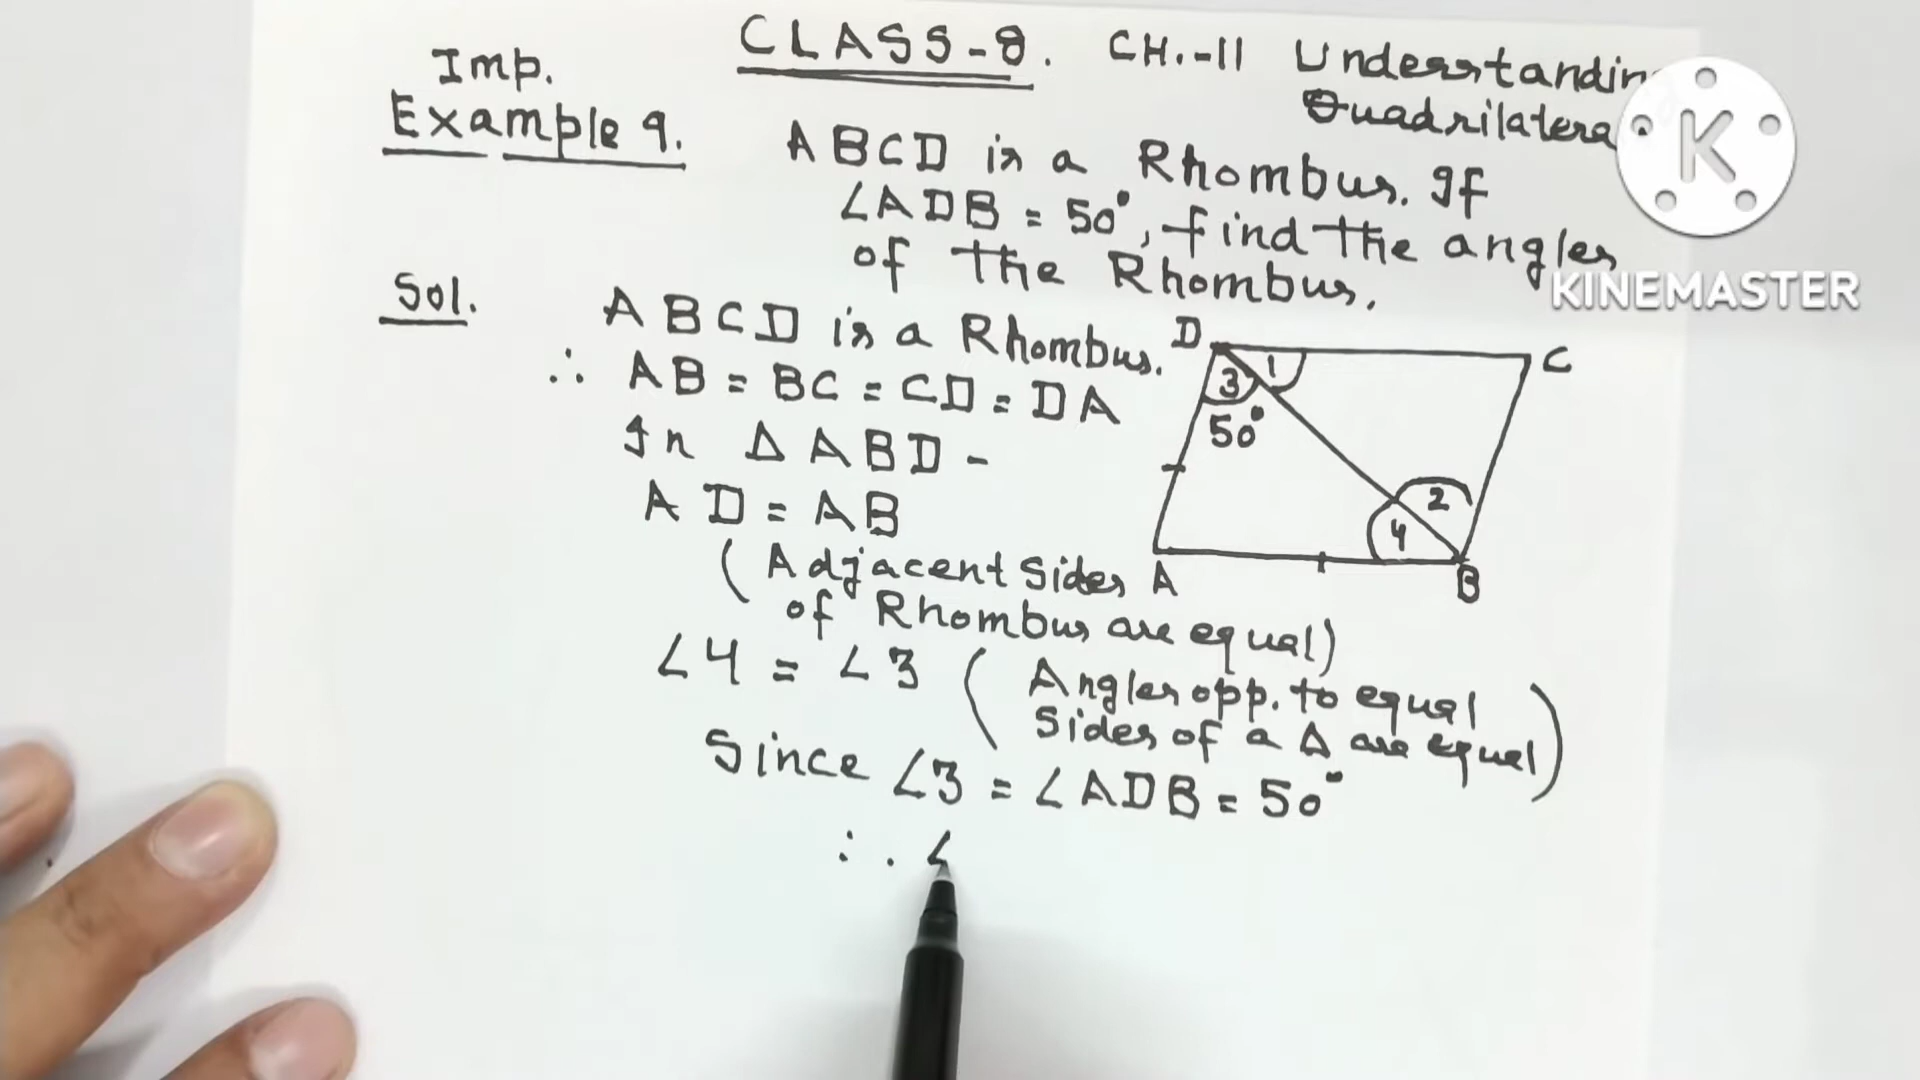 CLASS-8. CH.-11 Understandin
Quadrilatera
Imp.
Example 9.
ABCD is a Rhombus. If
∠ADB = 50°, find the angles
of the Rhombus.
K
KINEMASTER
Sol.
ABCD is a Rhombus.
∴ AB = BC = CD = DA
In Δ ABD -
AD = AB
(Adjacent Sides
of Rhombus are equal)
∠4 = ∠3 (Angles opp. to equal
Sides of a Δ are equal)
Since ∠3 = ∠ADB = 50°
∴ ∠
D
C
3
1
50°
2
4
A
B